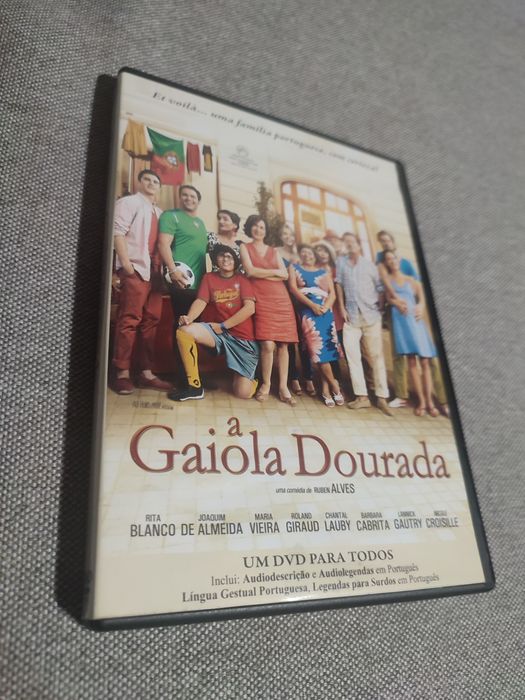 Et voilà... uma família portuguesa, com certeza!
Portugal
a
Gaiola Dourada
uma comédia de RUBEN ALVES
RITA BLANCO
JOAQUIM DE ALMEIDA
MARIA VIEIRA
ROLAND GIRAUD
CHANTAL LAUBY
BARBARA CABRITA
LANNICK GAUTRY
CROISILLE
UM DVD PARA TODOS
Inclui: Audiodescrição e Audiolegendas em Português
Língua Gestual Portuguesa, Legendas para Surdos em Português